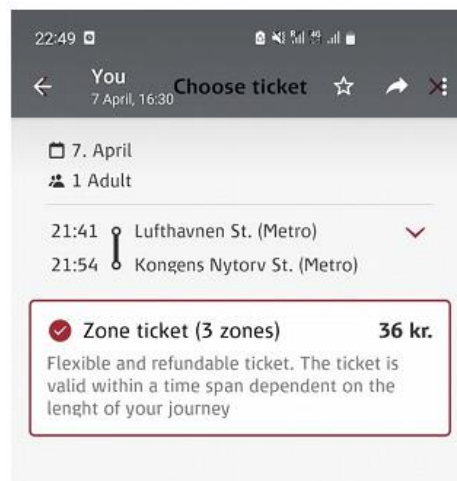 22:49
You
7 April, 16:30
Choose ticket
7. April
1 Adult
21:41 Lufthavnen St. (Metro)
21:54 Kongens Nytorv St. (Metro)
Zone ticket (3 zones) 36 kr.
Flexible and refundable ticket. The ticket is
valid within a time span dependent on the
lenght of your journey